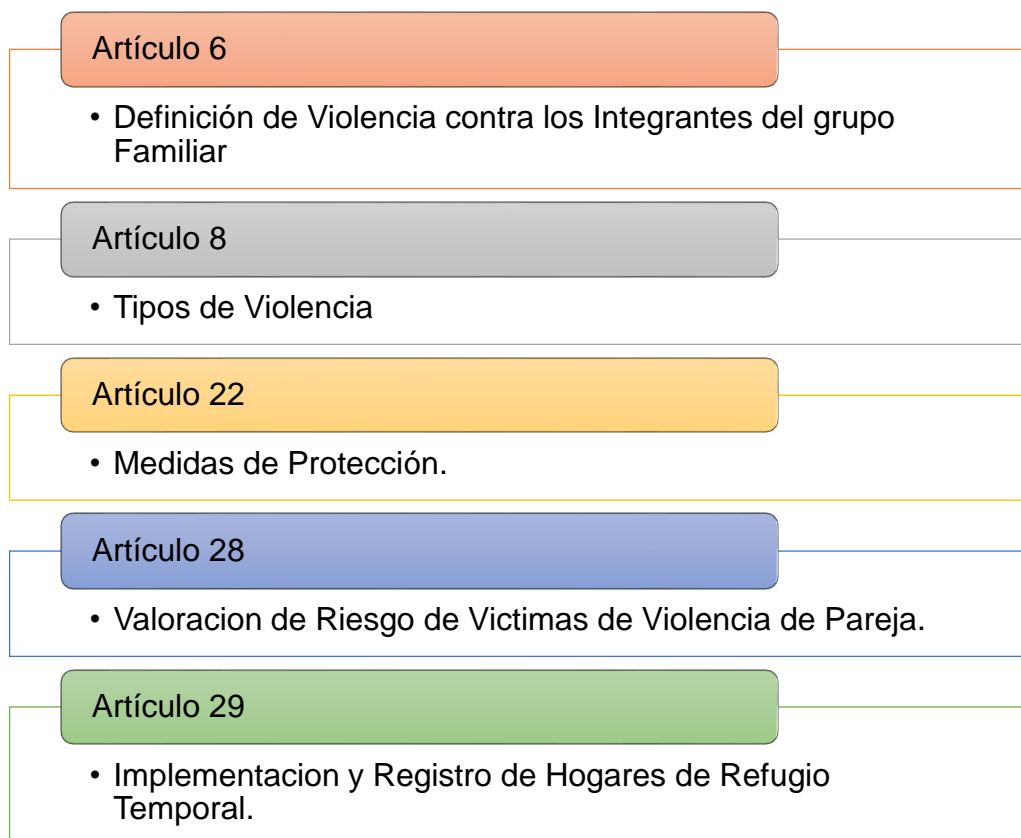 Artículo 6
• Definición de Violencia contra los Integrantes del grupo
Familiar
Artículo 8
• Tipos de Violencia
Artículo 22
• Medidas de Protección.
Artículo 28
• Valoracion de Riesgo de Victimas de Violencia de Pareja.
Artículo 29
• Implementacion y Registro de Hogares de Refugio
Temporal.